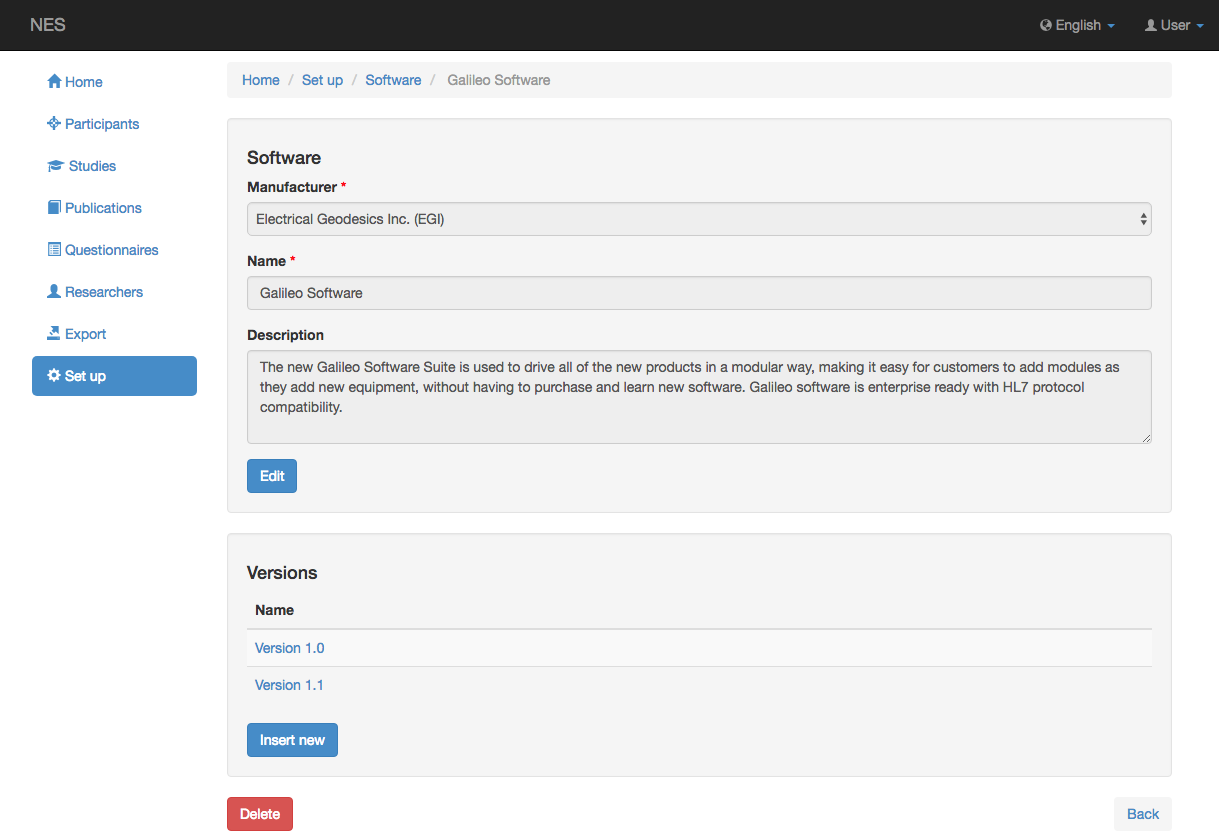 NES
English
User
Home
Participants
Studies
Publications
Questionnaires
Researchers
Export
Set up
Home / Set up / Software / Galileo Software
Software
Manufacturer *
Electrical Geodesics Inc. (EGI)
Name *
Galileo Software
Description
The new Galileo Software Suite is used to drive all of the new products in a modular way, making it easy for customers to add modules as
they add new equipment, without having to purchase and learn new software. Galileo software is enterprise ready with HL7 protocol
compatibility.
Edit
Versions
Name
Version 1.0
Version 1.1
Insert new
Delete
Back